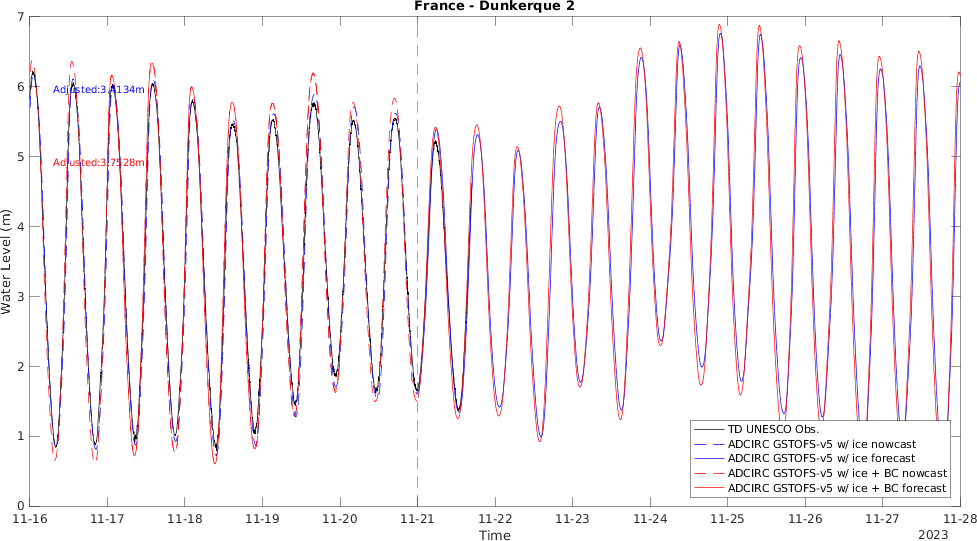 France - Dunkerque 2
7
6
5
4
3
2
1
0
Water Level (m)
Adjusted:3.4134m
Adjusted:3.7528m
TD UNESCO Obs.
ADCIRC GSTOFS-v5 w/ ice nowcast
ADCIRC GSTOFS-v5 w/ ice forecast
ADCIRC GSTOFS-v5 w/ ice + BC nowcast
ADCIRC GSTOFS-v5 w/ ice + BC forecast
11-16 11-17 11-18 11-19 11-20 11-21 11-22 11-23 11-24 11-25 11-26 11-27 11-28
Time
2023